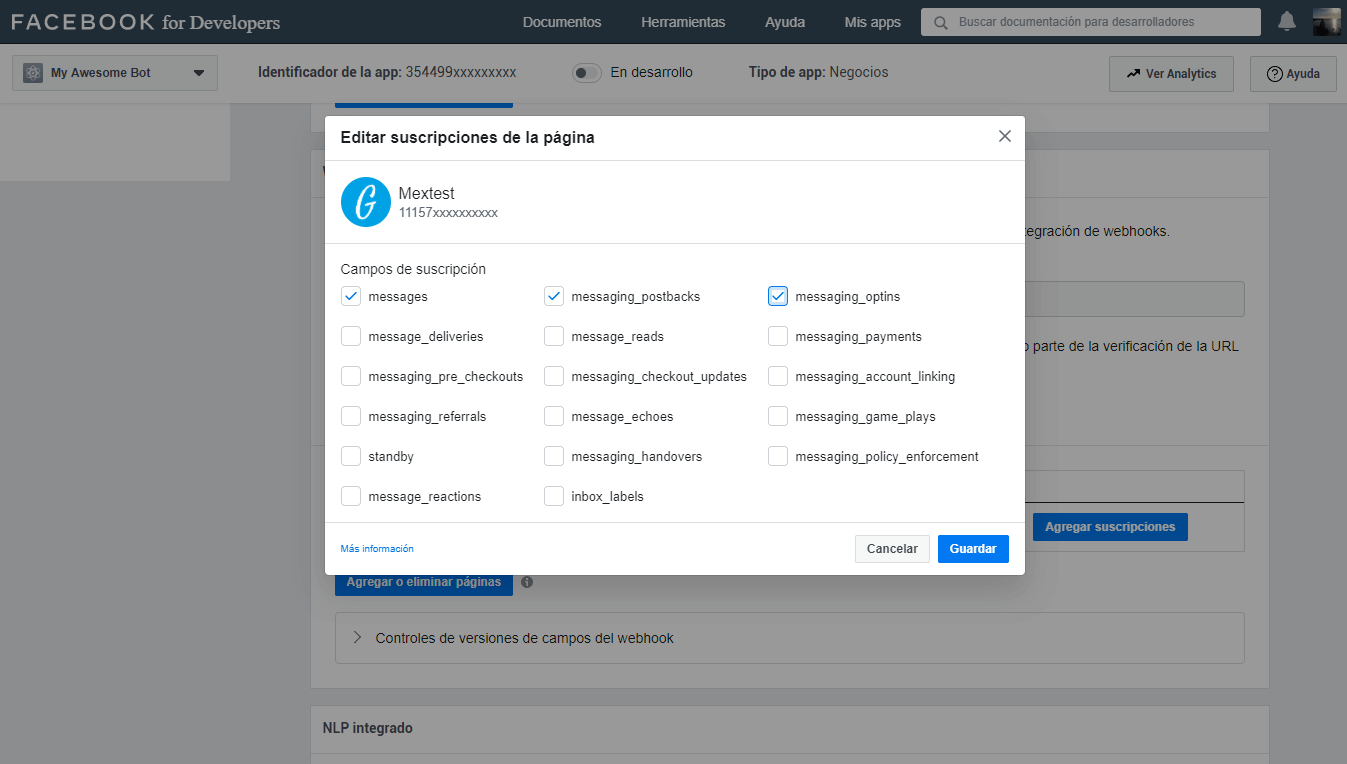 FACEBOOK for Developers
Documentos
Herramientas
Ayuda
Mis apps
Buscar documentación para desarrolladores
My Awesome Bot
Identificador de la app: 354499xxxxxxxxx
En desarrollo
Tipo de app: Negocios
Ver Analytics
Ayuda
Editar suscripciones de la página
Mextest
11157xxxxxxxxxx
tegración de webhooks.
Campos de suscripción
messages
messaging_postbacks
messaging_optins
message_deliveries
message_reads
messaging_payments
o parte de la verificación de la URL
messaging_pre_checkouts
messaging_checkout_updates
messaging_account_linking
messaging_referrals
message_echoes
messaging_game_plays
standby
messaging_handovers
messaging_policy_enforcement
message_reactions
inbox_labels
Agregar suscripciones
Más información
Cancelar
Guardar
Agregar o eliminar páginas
Controles de versiones de campos del webhook
NLP integrado